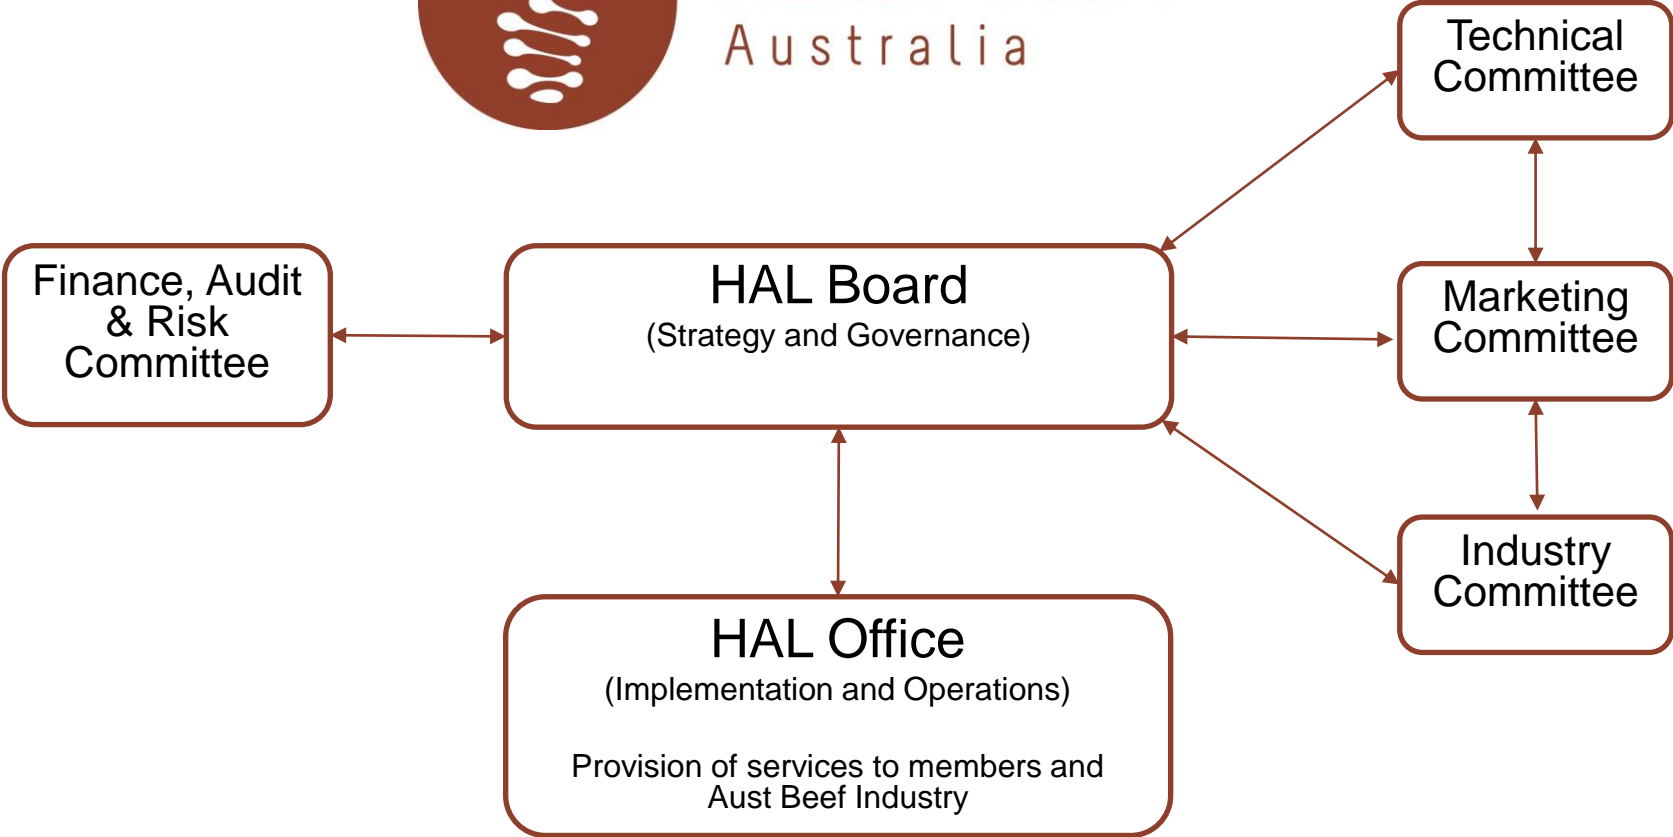 Australia
Technical
Committee
Finance, Audit
& Risk
Committee
HAL Board
(Strategy and Governance)
Marketing
Committee
Industry
Committee
HAL Office
(Implementation and Operations)
Provision of services to members and
Aust Beef Industry